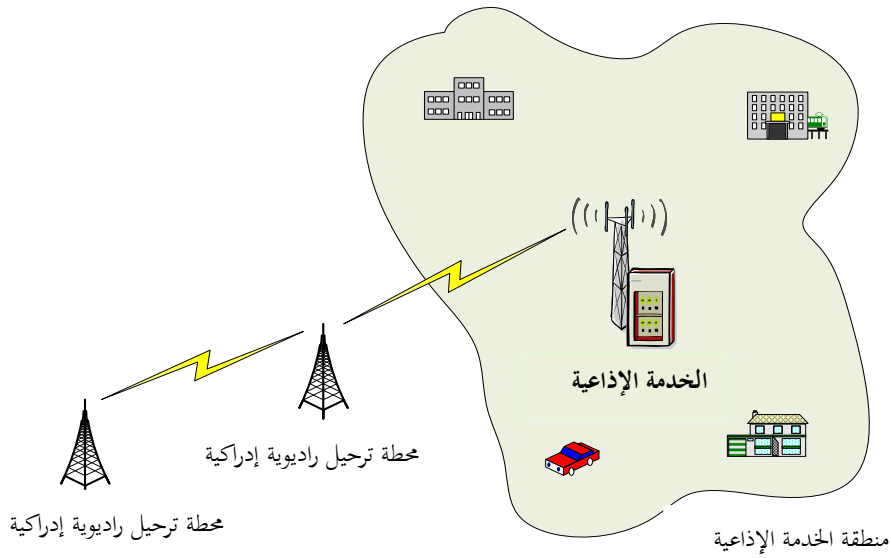 الخدمة الإذاعية
محطة ترحيل راديوية إدراكية
محطة ترحيل راديوية إدراكية
منطقة الخدمة الإذاعية